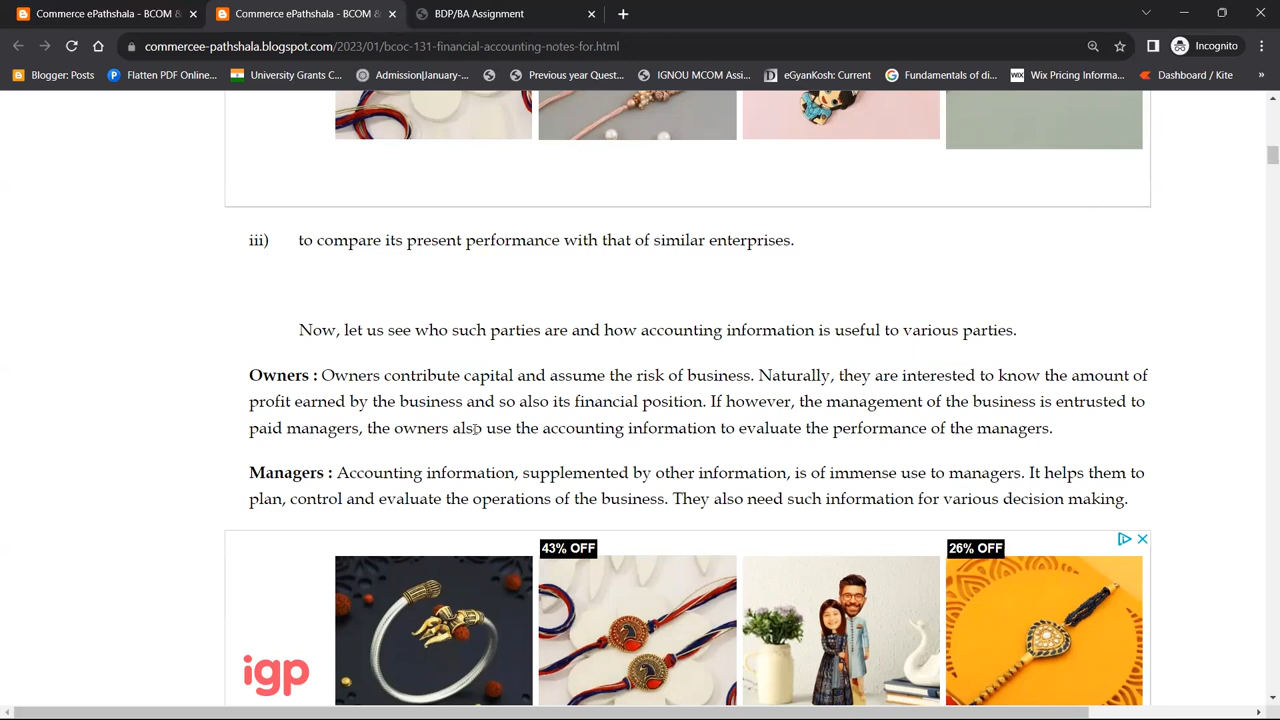 Commerce ePathshala - BCOM &
Commerce ePathshala - BCOM &
BDP/BA Assignment
commercee-pathshala.blogspot.com/2023/01/bcoc-131-financial-accounting-notes-for.html
Incognito
Blogger: Posts
Flatten PDF Online...
University Grants C...
AdmissionJanuary-...
Previous year Quest...
IGNOU MCOM Assi...
eGyanKosh: Current
Fundamentals of di...
Wix Pricing Informa...
Dashboard / Kite
iii) to compare its present performance with that of similar enterprises.
Now, let us see who such parties are and how accounting information is useful to various parties.
Owners : Owners contribute capital and assume the risk of business. Naturally, they are interested to know the amount of
profit earned by the business and so also its financial position. If however, the management of the business is entrusted to
paid managers, the owners also use the accounting information to evaluate the performance of the managers.
Managers : Accounting information, supplemented by other information, is of immense use to managers. It helps them to
plan, control and evaluate the operations of the business. They also need such information for various decision making.
43% OFF
26% OFF
igp